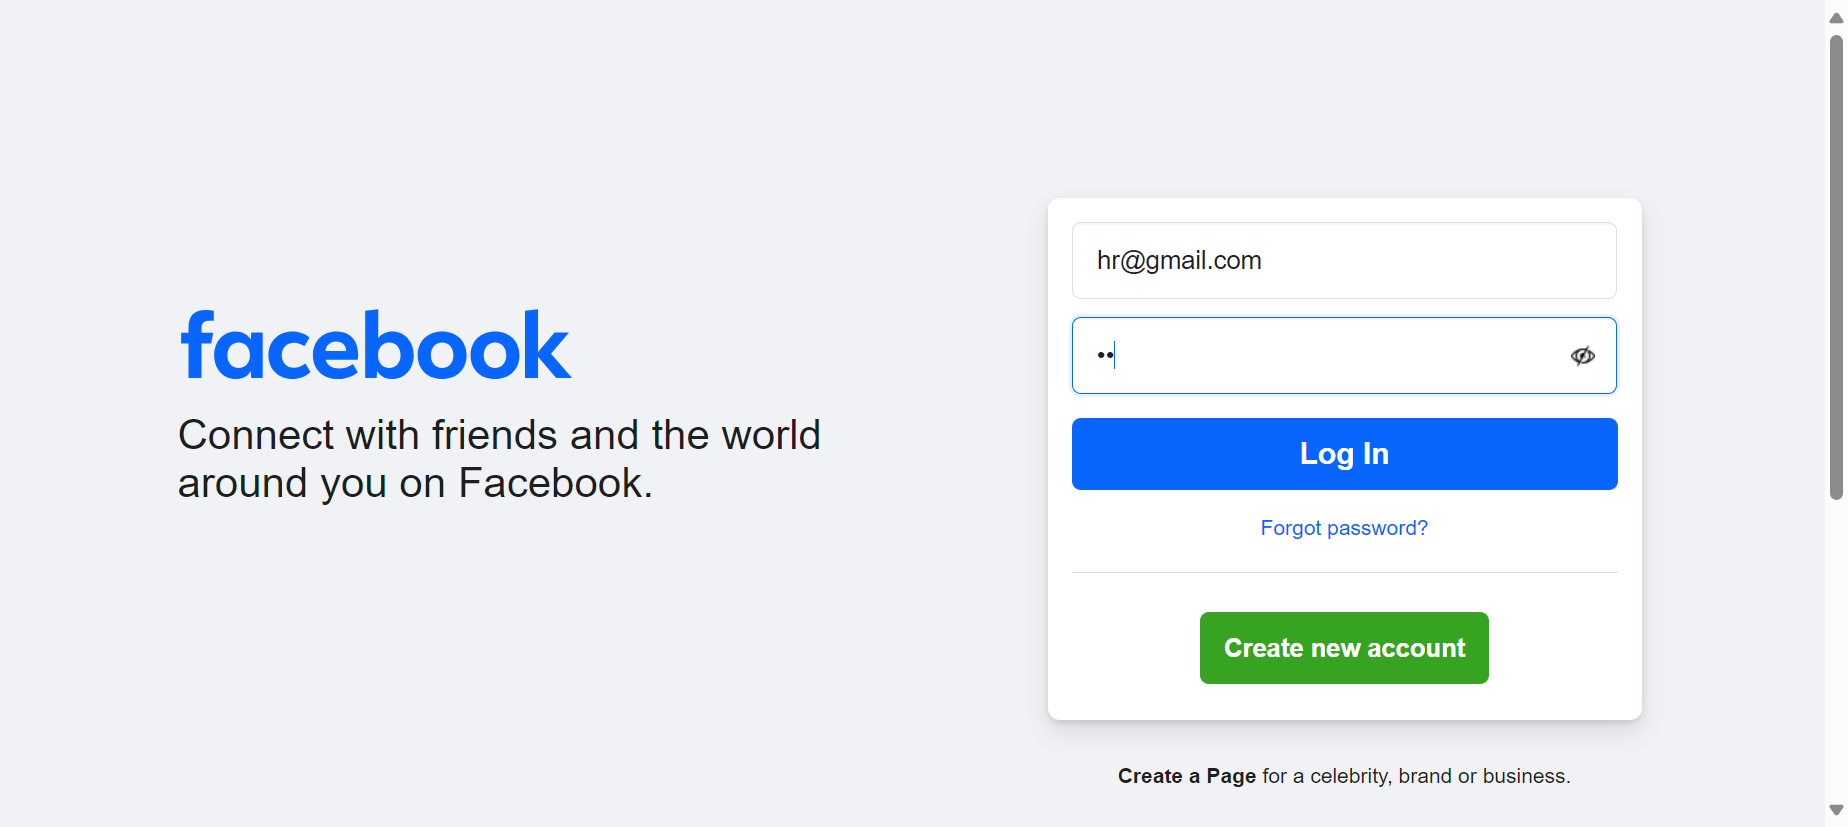 facebook
Connect with friends and the world
around you on Facebook.
hr@gmail.com
••
Log In
Forgot password?
Create new account
Create a Page for a celebrity, brand or business.